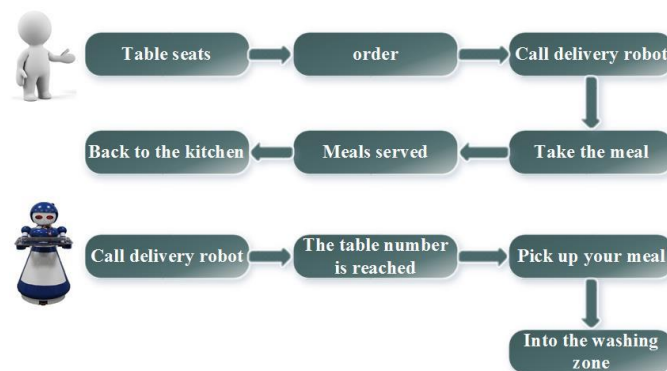 Table seats
order
Call delivery robot
Back to the kitchen
Meals served
Take the meal
Call delivery robot
The table number
is reached
Pick up your meal
Into the washing
zone